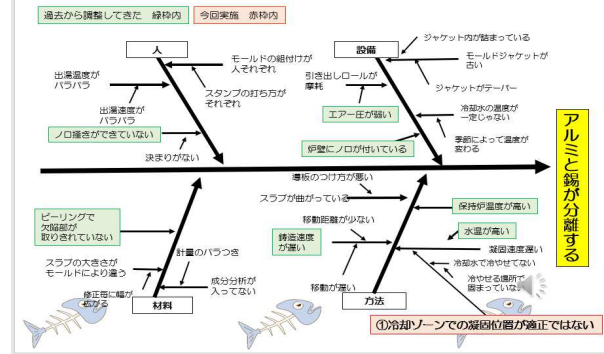 過去から調整してきた 緑枠内
今回実施 赤枠内
人
モールドの組付けが
人それぞれ
出湯温度が
バラバラ
スタンプの打ち方が
それぞれ
出湯速度が
バラバラ
ノロ掻きができていない
決まりがない
設備
ジャケット内が詰まっている
モールドジャケットが
古い
引き出しロールが
摩耗
ジャケットがテーパー
エアー圧が弱い
冷却水の温度が
一定じゃない
炉壁にノロが付いている
季節によって温度が
変わる
アルミと錫が分離する
導板のつけ方が悪い
スラブが曲がっている
保持炉温度が高い
ピーリングで
欠陥部が
取りきれていない
移動距離が少ない
水温が高い
鋳造速度
が遅い
凝固速度遅い
計量のバラつき
冷却水で冷やせてない
スラブの大きさが
モールドにより違う
成分分析が
入ってない
移動が遅い
冷やせる場所で
固まっていない
修正毎に幅が
広がる
材料
方法
①冷却ゾーンでの凝固位置が適正ではない